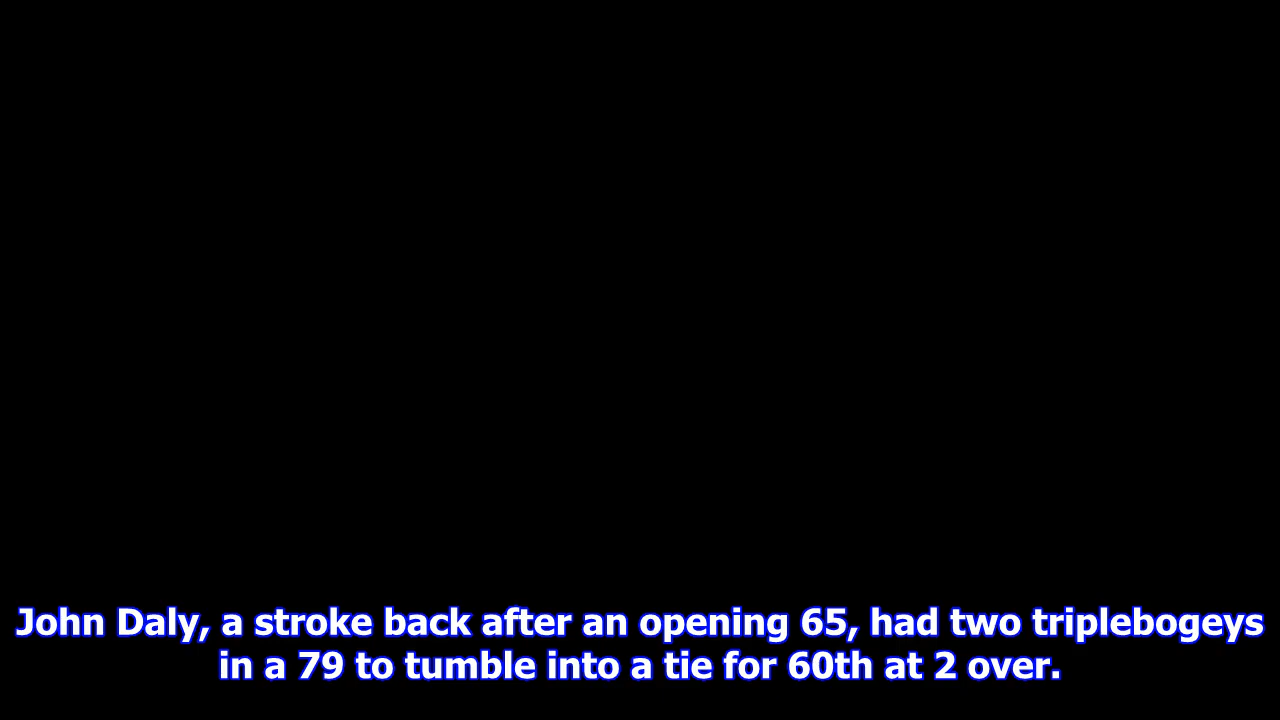 John Daly, a stroke back after an opening 65, had two triplebogeys
in a 79 to tumble into a tie for 60th at 2 over.